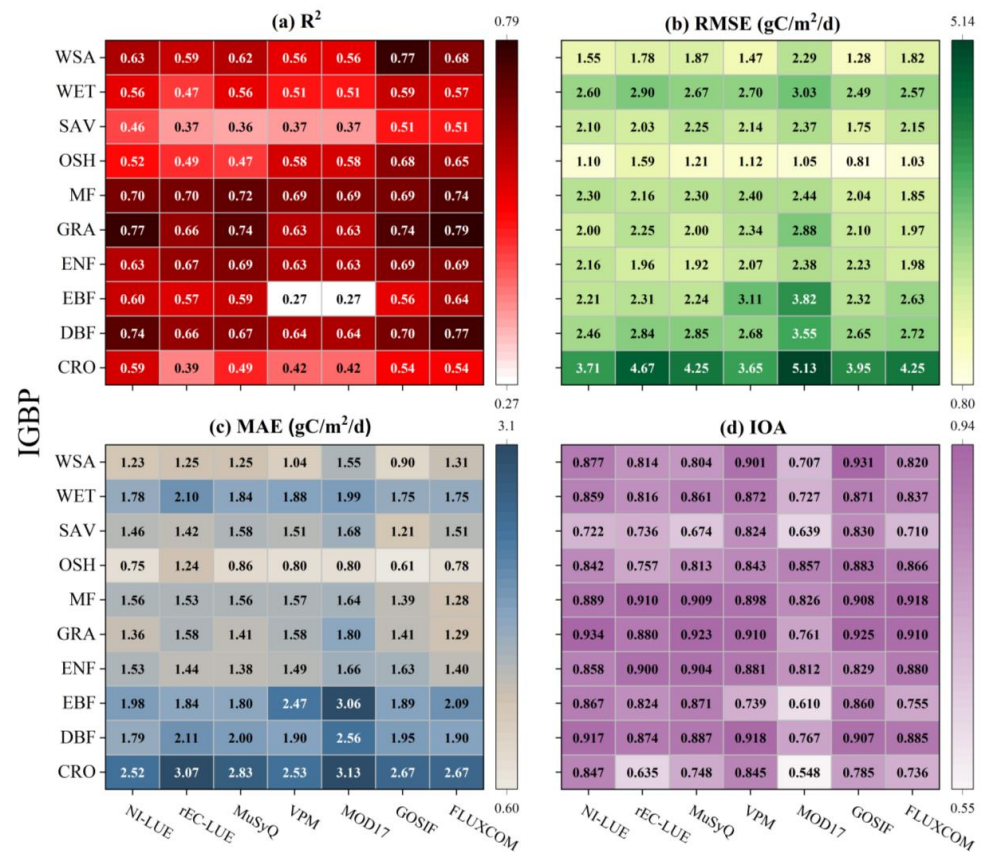 (a) R²
0.79
WSA 0.63 0.59 0.62 0.56 0.56 0.77 0.68
WET 0.56 0.47 0.56 0.51 0.51 0.59 0.57
SAV 0.46 0.37 0.36 0.37 0.37 0.51 0.51
OSH 0.52 0.49 0.47 0.58 0.58 0.68 0.65
MF 0.70 0.70 0.72 0.69 0.69 0.69 0.74
GRA 0.77 0.66 0.74 0.63 0.63 0.74 0.79
ENF 0.63 0.67 0.69 0.63 0.63 0.69 0.69
EBF 0.60 0.57 0.59 0.27 0.27 0.56 0.64
DBF 0.74 0.66 0.67 0.64 0.64 0.70 0.77
CRO 0.59 0.39 0.49 0.42 0.42 0.54 0.54
0.27
(b) RMSE (gC/m²/d)
5.14
1.55 1.78 1.87 1.47 2.29 1.28 1.82
2.60 2.90 2.67 2.70 3.03 2.49 2.57
2.10 2.03 2.25 2.14 2.37 1.75 2.15
1.10 1.59 1.21 1.12 1.05 0.81 1.03
2.30 2.16 2.30 2.40 2.44 2.04 1.85
2.00 2.25 2.00 2.34 2.88 2.10 1.97
2.16 1.96 1.92 2.07 2.38 2.23 1.98
2.21 2.31 2.24 3.11 3.82 2.32 2.63
2.46 2.84 2.85 2.68 3.55 2.65 2.72
3.71 4.67 4.25 3.65 5.13 3.95 4.25
0.80
IGBP
(c) MAE (gC/m²/d)
3.1
WSA 1.23 1.25 1.25 1.04 1.55 0.90 1.31
WET 1.78 2.10 1.84 1.88 1.99 1.75 1.75
SAV 1.46 1.42 1.58 1.51 1.68 1.21 1.51
OSH 0.75 1.24 0.86 0.80 0.80 0.61 0.78
MF 1.56 1.53 1.56 1.57 1.64 1.39 1.28
GRA 1.36 1.58 1.41 1.58 1.80 1.41 1.29
ENF 1.53 1.44 1.38 1.49 1.66 1.63 1.40
EBF 1.98 1.84 1.80 2.47 3.06 1.89 2.09
DBF 1.79 2.11 2.00 1.90 2.56 1.95 1.90
CRO 2.52 3.07 2.83 2.53 3.13 2.67 2.67
0.60
NI-LUE rEC-LUE MuSyQ VPM MOD17 GOSIF FLUXCOM
(d) IOA
0.94
0.877 0.814 0.804 0.901 0.707 0.931 0.820
0.859 0.816 0.861 0.872 0.727 0.871 0.837
0.722 0.736 0.674 0.824 0.639 0.830 0.710
0.842 0.757 0.813 0.843 0.857 0.883 0.866
0.889 0.910 0.909 0.898 0.826 0.908 0.918
0.934 0.880 0.923 0.910 0.761 0.925 0.910
0.858 0.900 0.904 0.881 0.812 0.829 0.880
0.867 0.824 0.871 0.739 0.610 0.860 0.755
0.917 0.874 0.887 0.918 0.767 0.907 0.885
0.847 0.635 0.748 0.845 0.548 0.785 0.736
0.55
NI-LUE rEC-LUE MuSyQ VPM MOD17 GOSIF FLUXCOM